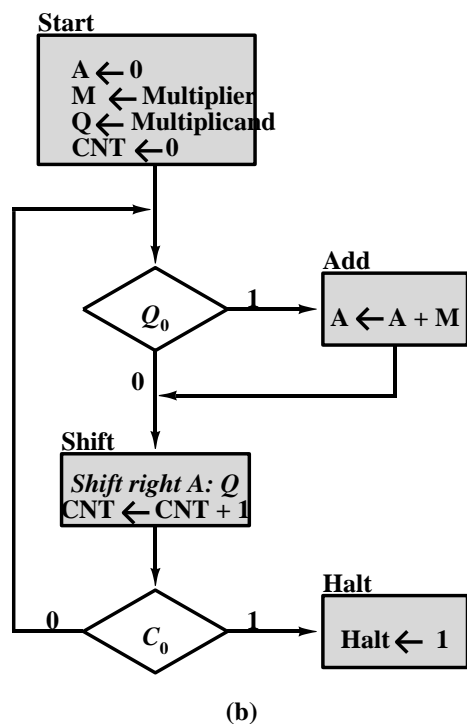 Start
A ← 0
M ← Multiplier
Q ← Multiplicand
CNT ← 0
Q₀
1
0
Add
A ← A + M
Shift
Shift right A: Q
CNT ← CNT + 1
0
C₀
1
Halt
Halt ← 1
(b)